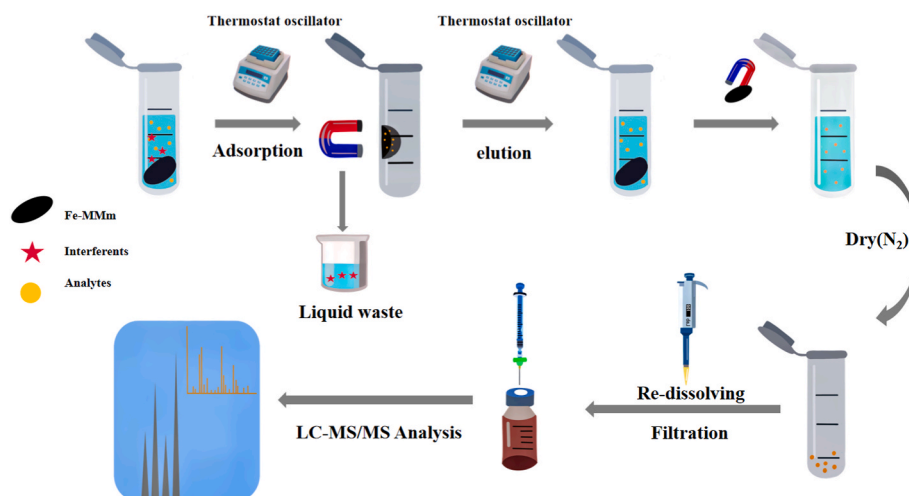 Thermostat oscillator
Thermostat oscillator
Adsorption
elution
Fe-MMm
Interferents
Analytes
Dry(N₂)
Liquid waste
Re-dissolving
Filtration
LC-MS/MS Analysis